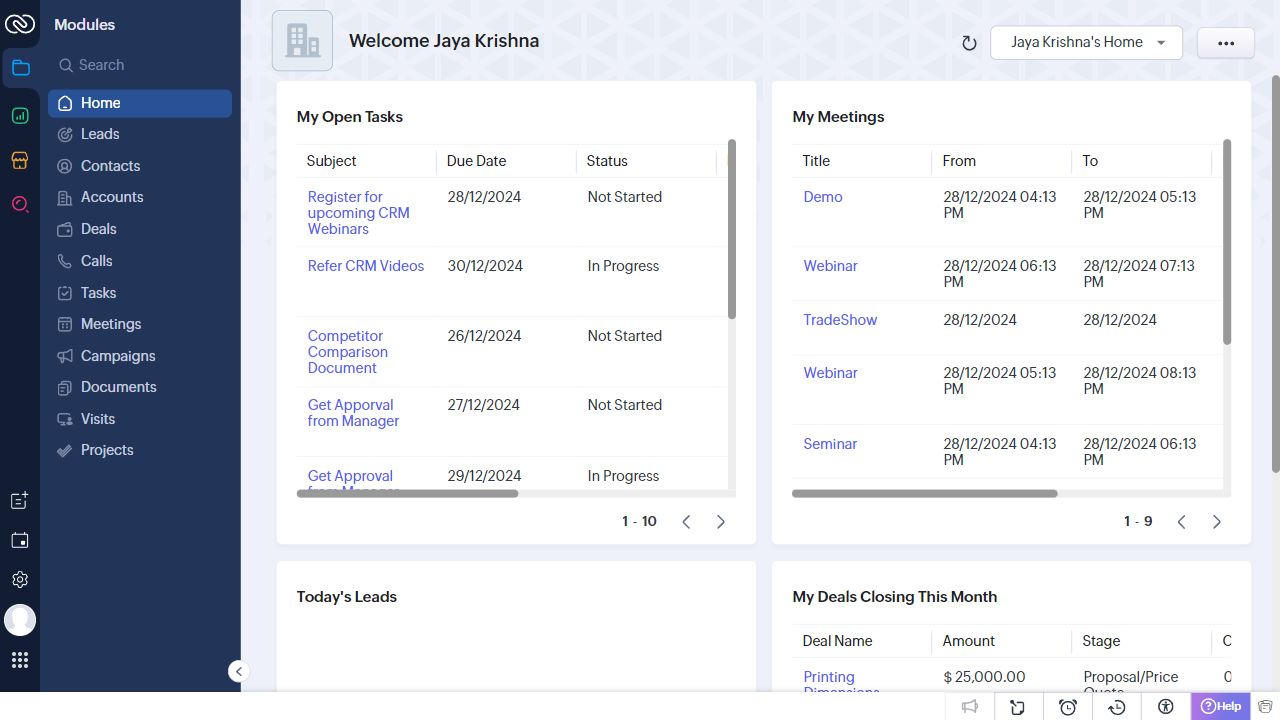 Modules
Search
Home
Leads
Contacts
Accounts
Deals
Calls
Tasks
Meetings
Campaigns
Documents
Visits
Projects
Welcome Jaya Krishna
Jaya Krishna's Home
My Open Tasks
Subject Due Date Status
Register for upcoming CRM Webinars 28/12/2024 Not Started
Refer CRM Videos 30/12/2024 In Progress
Competitor Comparison Document 26/12/2024 Not Started
Get Apporval from Manager 27/12/2024 Not Started
Get Approval from Manager 29/12/2024 In Progress
1 - 10
My Meetings
Title From To
Demo 28/12/2024 04:13 PM 28/12/2024 05:13 PM
Webinar 28/12/2024 06:13 PM 28/12/2024 07:13 PM
TradeShow 28/12/2024 28/12/2024
Webinar 28/12/2024 05:13 PM 28/12/2024 08:13 PM
Seminar 28/12/2024 04:13 PM 28/12/2024 06:13 PM
1 - 9
Today's Leads
My Deals Closing This Month
Deal Name Amount Stage
Printing Dimensions $ 25,000.00 Proposal/Price Quote
Help